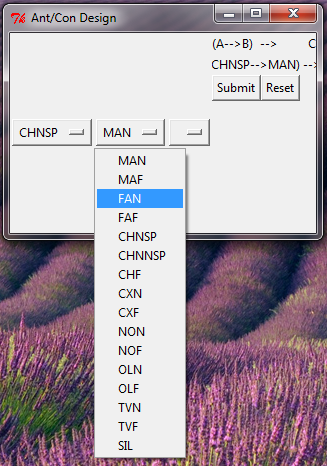 Ant/Con Design
(A-->B) --> C
CHNSP-->MAN) -->
Submit Reset
CHNSP MAN
MAN
MAF
FAN
FAF
CHNSP
CHNNSP
CHF
CXN
CXF
NON
NOF
OLN
OLF
TVN
TVF
SIL